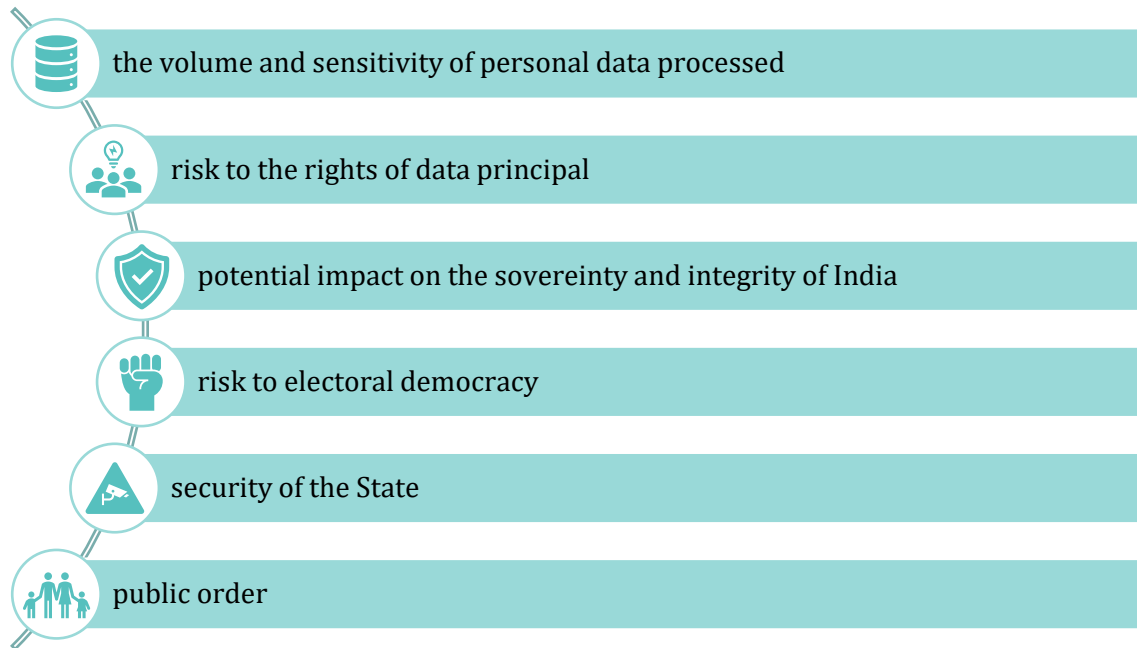 the volume and sensitivity of personal data processed
risk to the rights of data principal
potential impact on the sovereinty and integrity of India
risk to electoral democracy
security of the State
public order